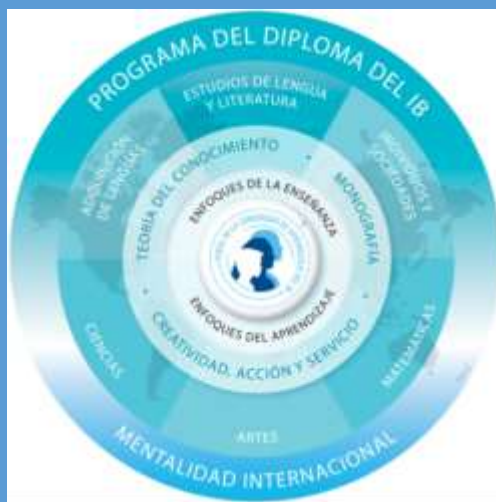 PROGRAMA DEL DIPLOMA DEL IB
ESTUDIOS DE LENGUA
Y LITERATURA
ADQUISICIÓN
DE LENGUAS
INDIVIDUOS Y
SOCIEDADES
TEORÍA DEL CONOCIMIENTO
MONOGRAFÍA
ENFOQUES DE LA ENSEÑANZA
ENFOQUES DEL APRENDIZAJE
CREATIVIDAD, ACCIÓN Y SERVICIO
CIENCIAS
MATEMÁTICAS
ARTES
MENTALIDAD INTERNACIONAL